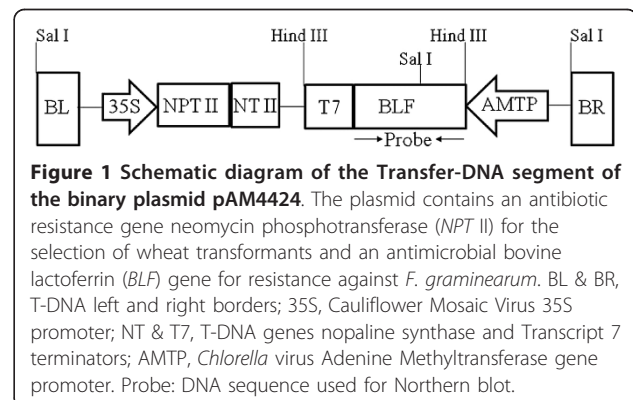 Sal I Hind III Hind III Sal I
Sal I
BL 35S NPT II NT II T7 BLF AMTP BR
Probe
Figure 1 Schematic diagram of the Transfer-DNA segment of
the binary plasmid pAM4424. The plasmid contains an antibiotic
resistance gene neomycin phosphotransferase (NPT II) for the
selection of wheat transformants and an antimicrobial bovine
lactoferrin (BLF) gene for resistance against F. graminearum. BL & BR,
T-DNA left and right borders; 35S, Cauliflower Mosaic Virus 35S
promoter; NT & T7, T-DNA genes nopaline synthase and Transcript 7
terminators; AMTP, Chlorella virus Adenine Methyltransferase gene
promoter. Probe: DNA sequence used for Northern blot.